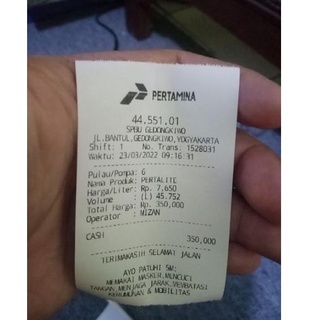 PERTAMINA
44.551.01
SPBU GEDONGKIWO
JL.BANTUL,GEDONGKIWO,YOGYAKARTA
Shift: 1 No. Trans: 1528031
Waktu: 23/03/2022 09:16:31
Pulau/Pompa: 6
Nama Produk: PERTALITE
Harga/Liter: Rp. 7,650
Volume : (L) 45.752
Total Harga: Rp. 350,000
Operator : MIZAN
CASH 350,000
TERIMAKASIH SELAMAT JALAN
AYO PATUHI 5M:
MEMAKAI MASKER,MENCUCI
TANGAN,MENJAGA JARAK,MEMBATASI
KERUMUNAN & MOBILITAS